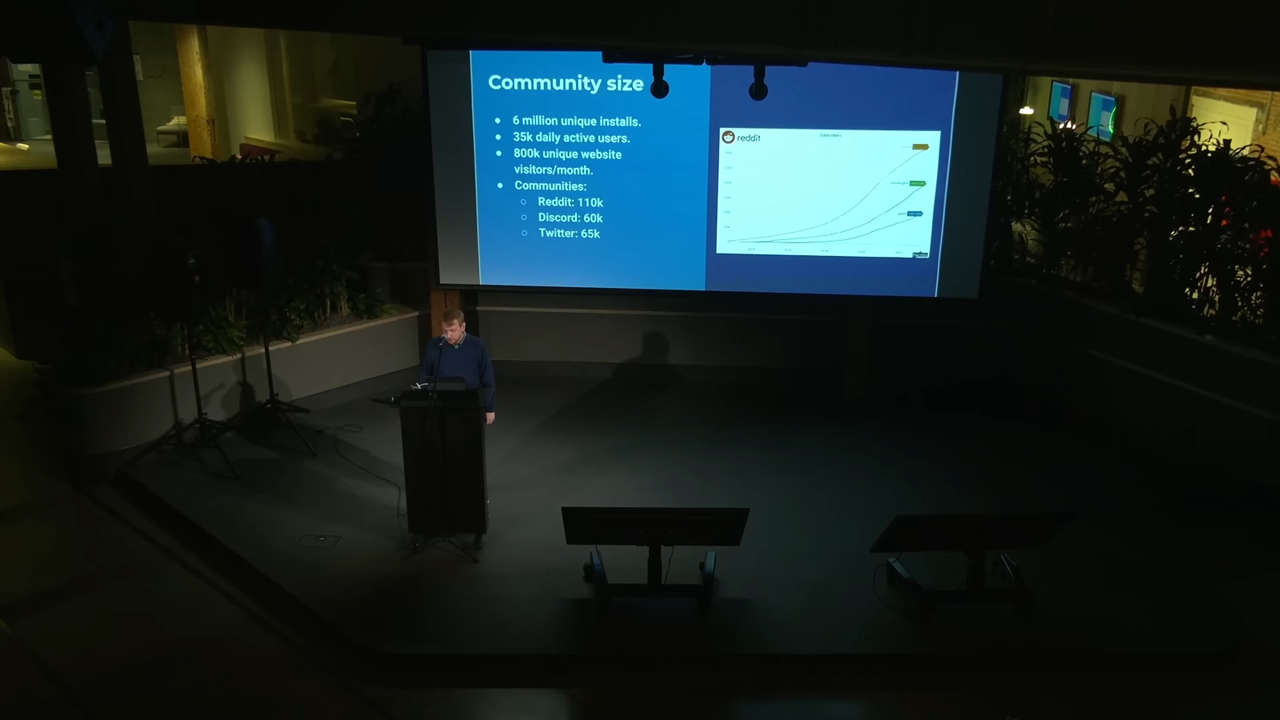 Community size
6 million unique installs.
35k daily active users.
800k unique website
visitors/month.
Communities:
Reddit: 110k
Discord: 60k
Twitter: 65k
reddit
Subscribers